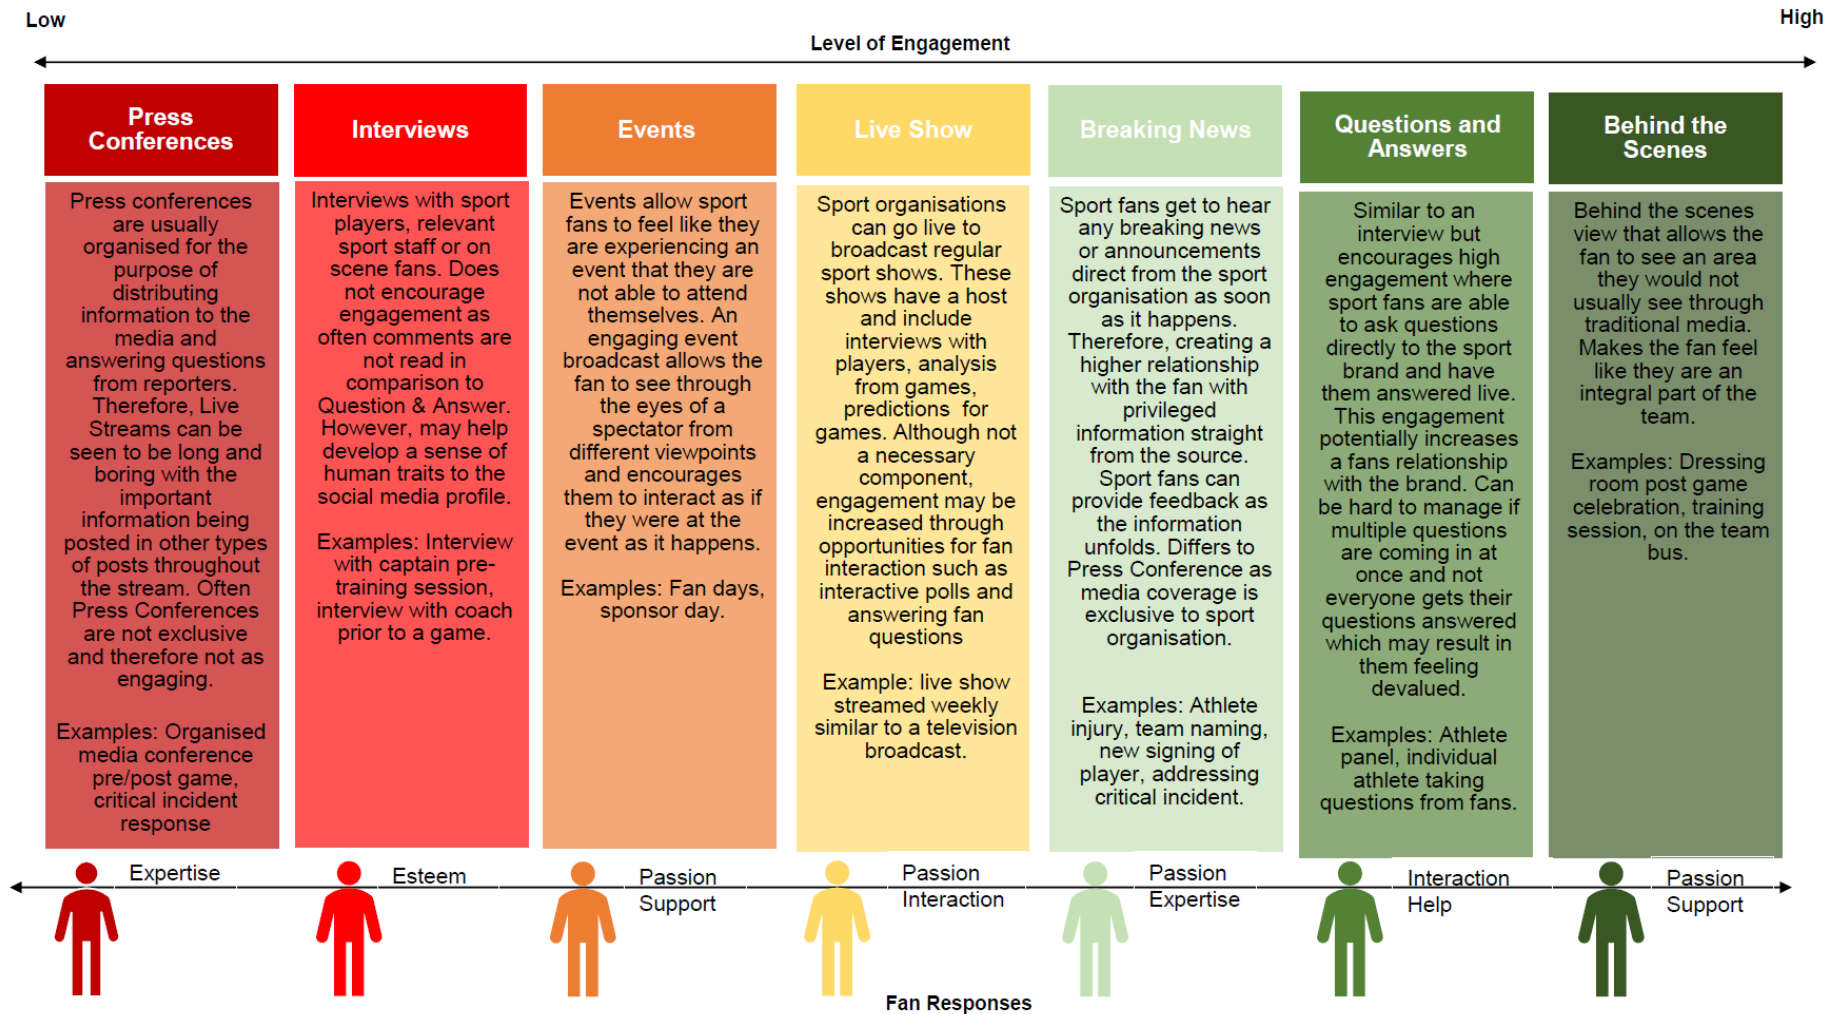 Low
High
Level of Engagement
Press
Conferences
Press conferences
are usually
organised for the
purpose of
distributing
information to the
media and
answering questions
from reporters.
Therefore, Live
Streams can be
seen to be long and
boring with the
important
information being
posted in other types
of posts throughout
the stream. Often
Press Conferences
are not exclusive
and therefore not as
engaging.
Examples: Organised
media conference
pre/post game,
critical incident
response
Interviews
Interviews with sport
players, relevant
sport staff or on
scene fans. Does
not encourage
engagement as
often comments are
not read in
comparison to
Question & Answer.
However, may help
develop a sense of
human traits to the
social media profile.
Examples: Interview
with captain pre-
training session,
interview with coach
prior to a game.
Events
Events allow sport
fans to feel like they
are experiencing an
event that they are
not able to attend
themselves. An
engaging event
broadcast allows the
fan to see through
the eyes of a
spectator from
different viewpoints
and encourages
them to interact as if
they were at the
event as it happens.
Examples: Fan days,
sponsor day.
Live Show
Sport organisations
can go live to
broadcast regular
sport shows. These
shows have a host
and include
interviews with
players, analysis
from games,
predictions for
games. Although not
a necessary
component,
engagement may be
increased through
opportunities for fan
interaction such as
interactive polls and
answering fan
questions
Example: live show
streamed weekly
similar to a television
broadcast.
Breaking News
Sport fans get to hear
any breaking news
or announcements
direct from the sport
organisation as soon
as it happens.
Therefore, creating a
higher relationship
with the fan with
privileged
information straight
from the source.
Sport fans can
provide feedback as
the information
unfolds. Differs to
Press Conference as
media coverage is
exclusive to sport
organisation.
Examples: Athlete
injury, team naming,
new signing of
player, addressing
critical incident.
Questions and
Answers
Similar to an
interview but
encourages high
engagement where
sport fans are able
to ask questions
directly to the sport
brand and have
them answered live.
This engagement
potentially increases
a fans relationship
with the brand. Can
be hard to manage if
multiple questions
are coming in at
once and not
everyone gets their
questions answered
which may result in
them feeling
devalued.
Examples: Athlete
panel, individual
athlete taking
questions from fans.
Behind the
Scenes
Behind the scenes
view that allows the
fan to see an area
they would not
usually see through
traditional media.
Makes the fan feel
like they are an
integral part of the
team.
Examples: Dressing
room post game
celebration, training
session, on the team
bus.
Expertise
Esteem
Passion
Support
Passion
Interaction
Passion
Expertise
Interaction
Help
Passion
Support
Fan Responses